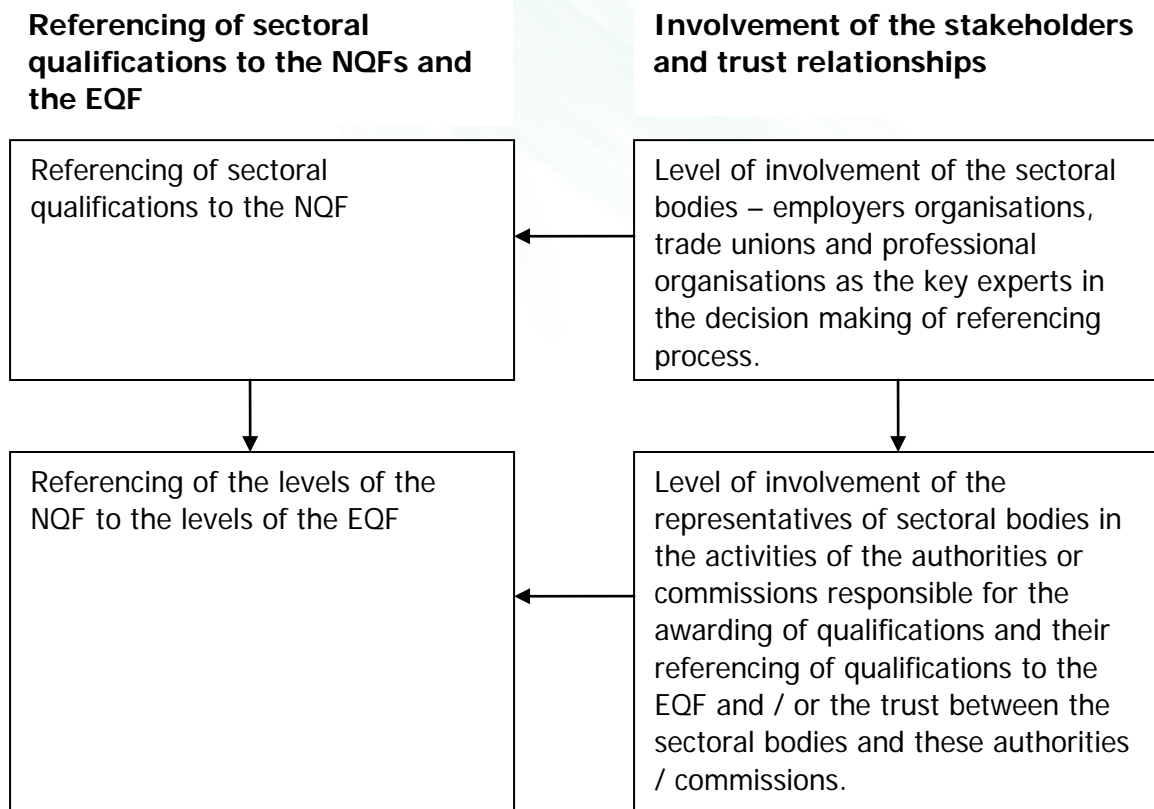 Referencing of sectoral
qualifications to the NQFs and
the EQF
Involvement of the stakeholders
and trust relationships
Referencing of sectoral
qualifications to the NQF
Level of involvement of the sectoral
bodies – employers organisations,
trade unions and professional
organisations as the key experts in
the decision making of referencing
process.
Referencing of the levels of the
NQF to the levels of the EQF
Level of involvement of the
representatives of sectoral bodies in
the activities of the authorities or
commissions responsible for the
awarding of qualifications and their
referencing of qualifications to the
EQF and / or the trust between the
sectoral bodies and these authorities
/ commissions.